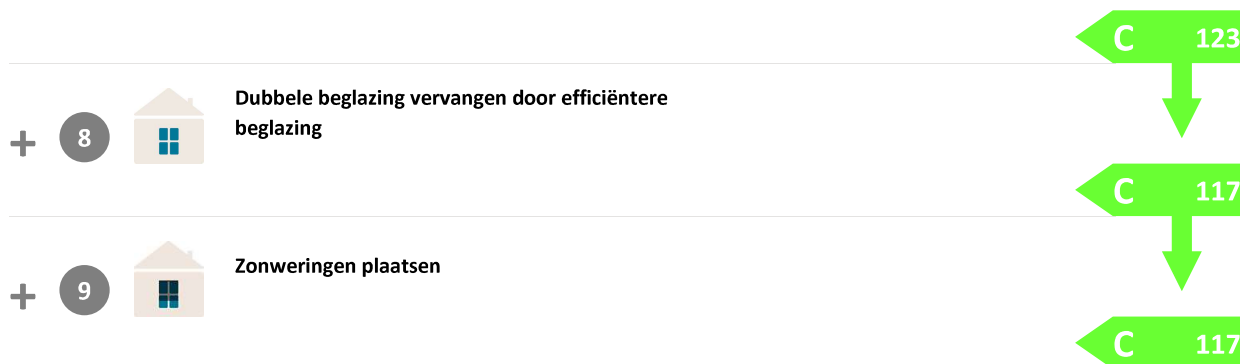 C 123
Dubbele beglazing vervangen door efficiëntere
+ 8
beglazing
C 117
Zonweringen plaatsen
+ 9
C 117